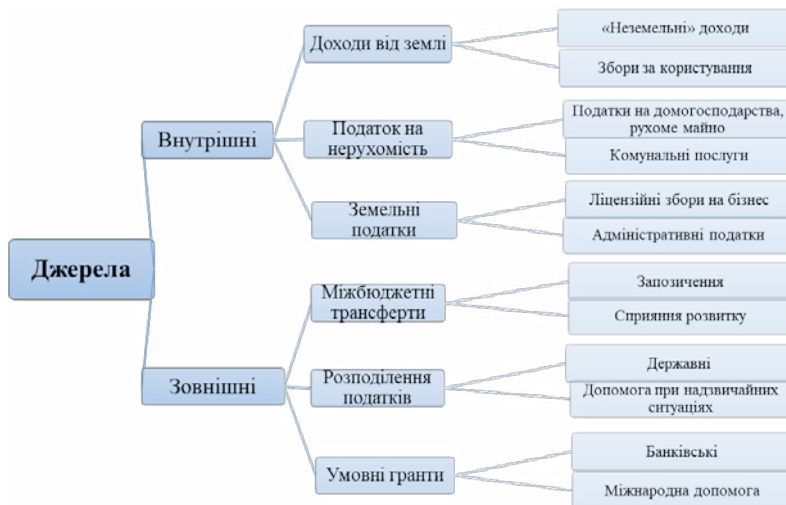 Джерела
Внутрішні
Доходи від землі
«Неземельні» доходи
Збори за користування
Податок на
нерухомість
Податки на домогосподарства,
рухоме майно
Комунальні послуги
Земельні
податки
Ліцензійні збори на бізнес
Адміністративні податки
Зовнішні
Міжбюджетні
трансферти
Запозичення
Сприяння розвитку
Розподілення
податків
Державні
Допомога при надзвичайних
ситуаціях
Умовні гранти
Банківські
Міжнародна допомога